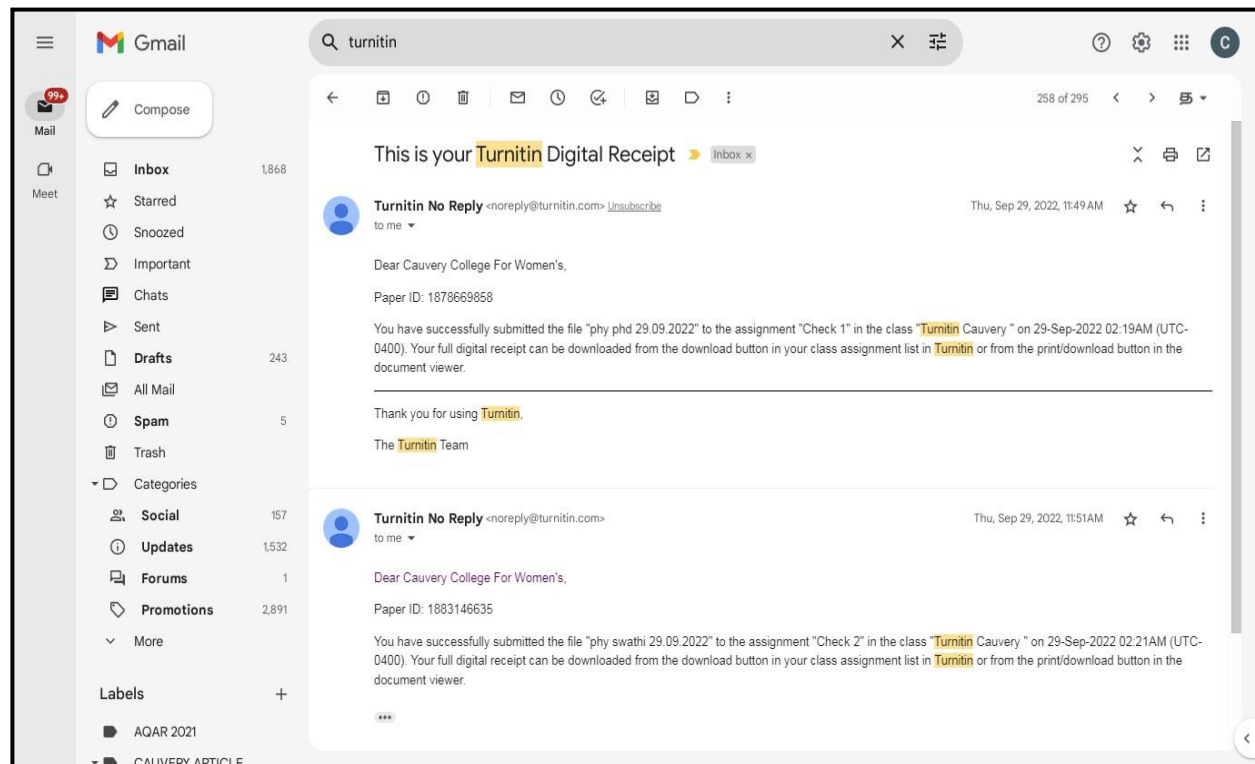 Gmail
turnitin
C
99+
Mail
Meet
Compose
Inbox 1,868
Starred
Snoozed
Important
Chats
Sent
Drafts 243
All Mail
Spam 5
Trash
Categories
Social 157
Updates 1,532
Forums 1
Promotions 2,891
More
Labels +
AQAR 2021
CAUVERY ARTICLE
258 of 295
This is your Turnitin Digital Receipt Inbox x
Turnitin No Reply <noreply@turnitin.com> Unsubscribe Thu, Sep 29, 2022, 11:49 AM
to me
Dear Cauvery College For Women's,
Paper ID: 1878669858
You have successfully submitted the file "phy phd 29.09.2022" to the assignment "Check 1" in the class "Turnitin Cauvery " on 29-Sep-2022 02:19AM (UTC-
0400). Your full digital receipt can be downloaded from the download button in your class assignment list in Turnitin or from the print/download button in the
document viewer.
Thank you for using Turnitin,
The Turnitin Team
Turnitin No Reply <noreply@turnitin.com> Thu, Sep 29, 2022, 11:51 AM
to me
Dear Cauvery College For Women's,
Paper ID: 1883146635
You have successfully submitted the file "phy swathi 29.09.2022" to the assignment "Check 2" in the class "Turnitin Cauvery " on 29-Sep-2022 02:21AM (UTC-
0400). Your full digital receipt can be downloaded from the download button in your class assignment list in Turnitin or from the print/download button in the
document viewer.